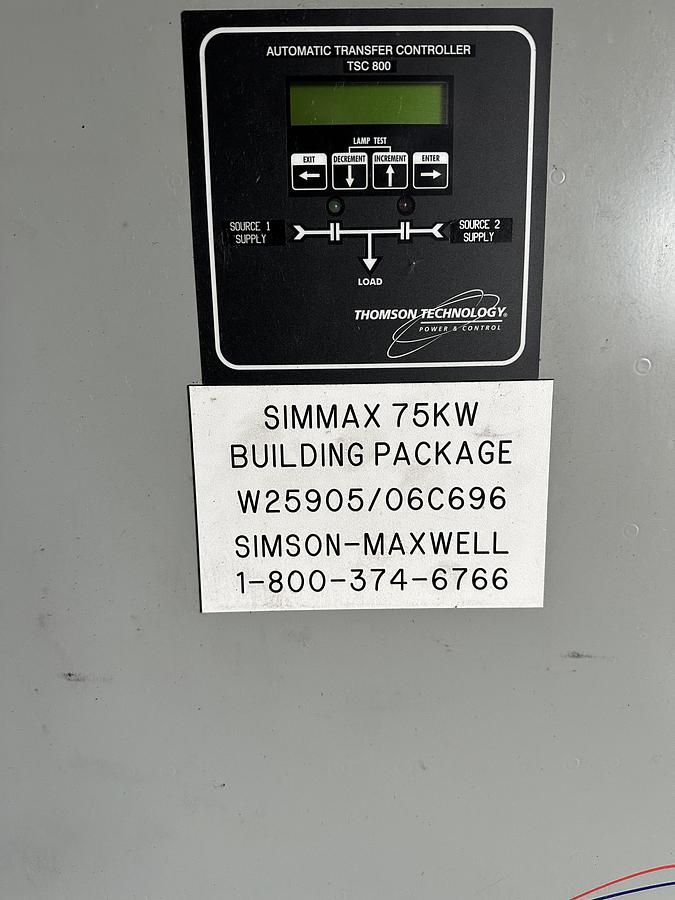 AUTOMATIC TRANSFER CONTROLLER
TSC 800
LAMP TEST
EXIT DECREMENT INCREMENT ENTER
SOURCE 1
SUPPLY
SOURCE 2
SUPPLY
LOAD
THOMSON TECHNOLOGY®
POWER & CONTROL
SIMMAX 75KW
BUILDING PACKAGE
W25905/06C696
SIMSON-MAXWELL
1-800-374-6766